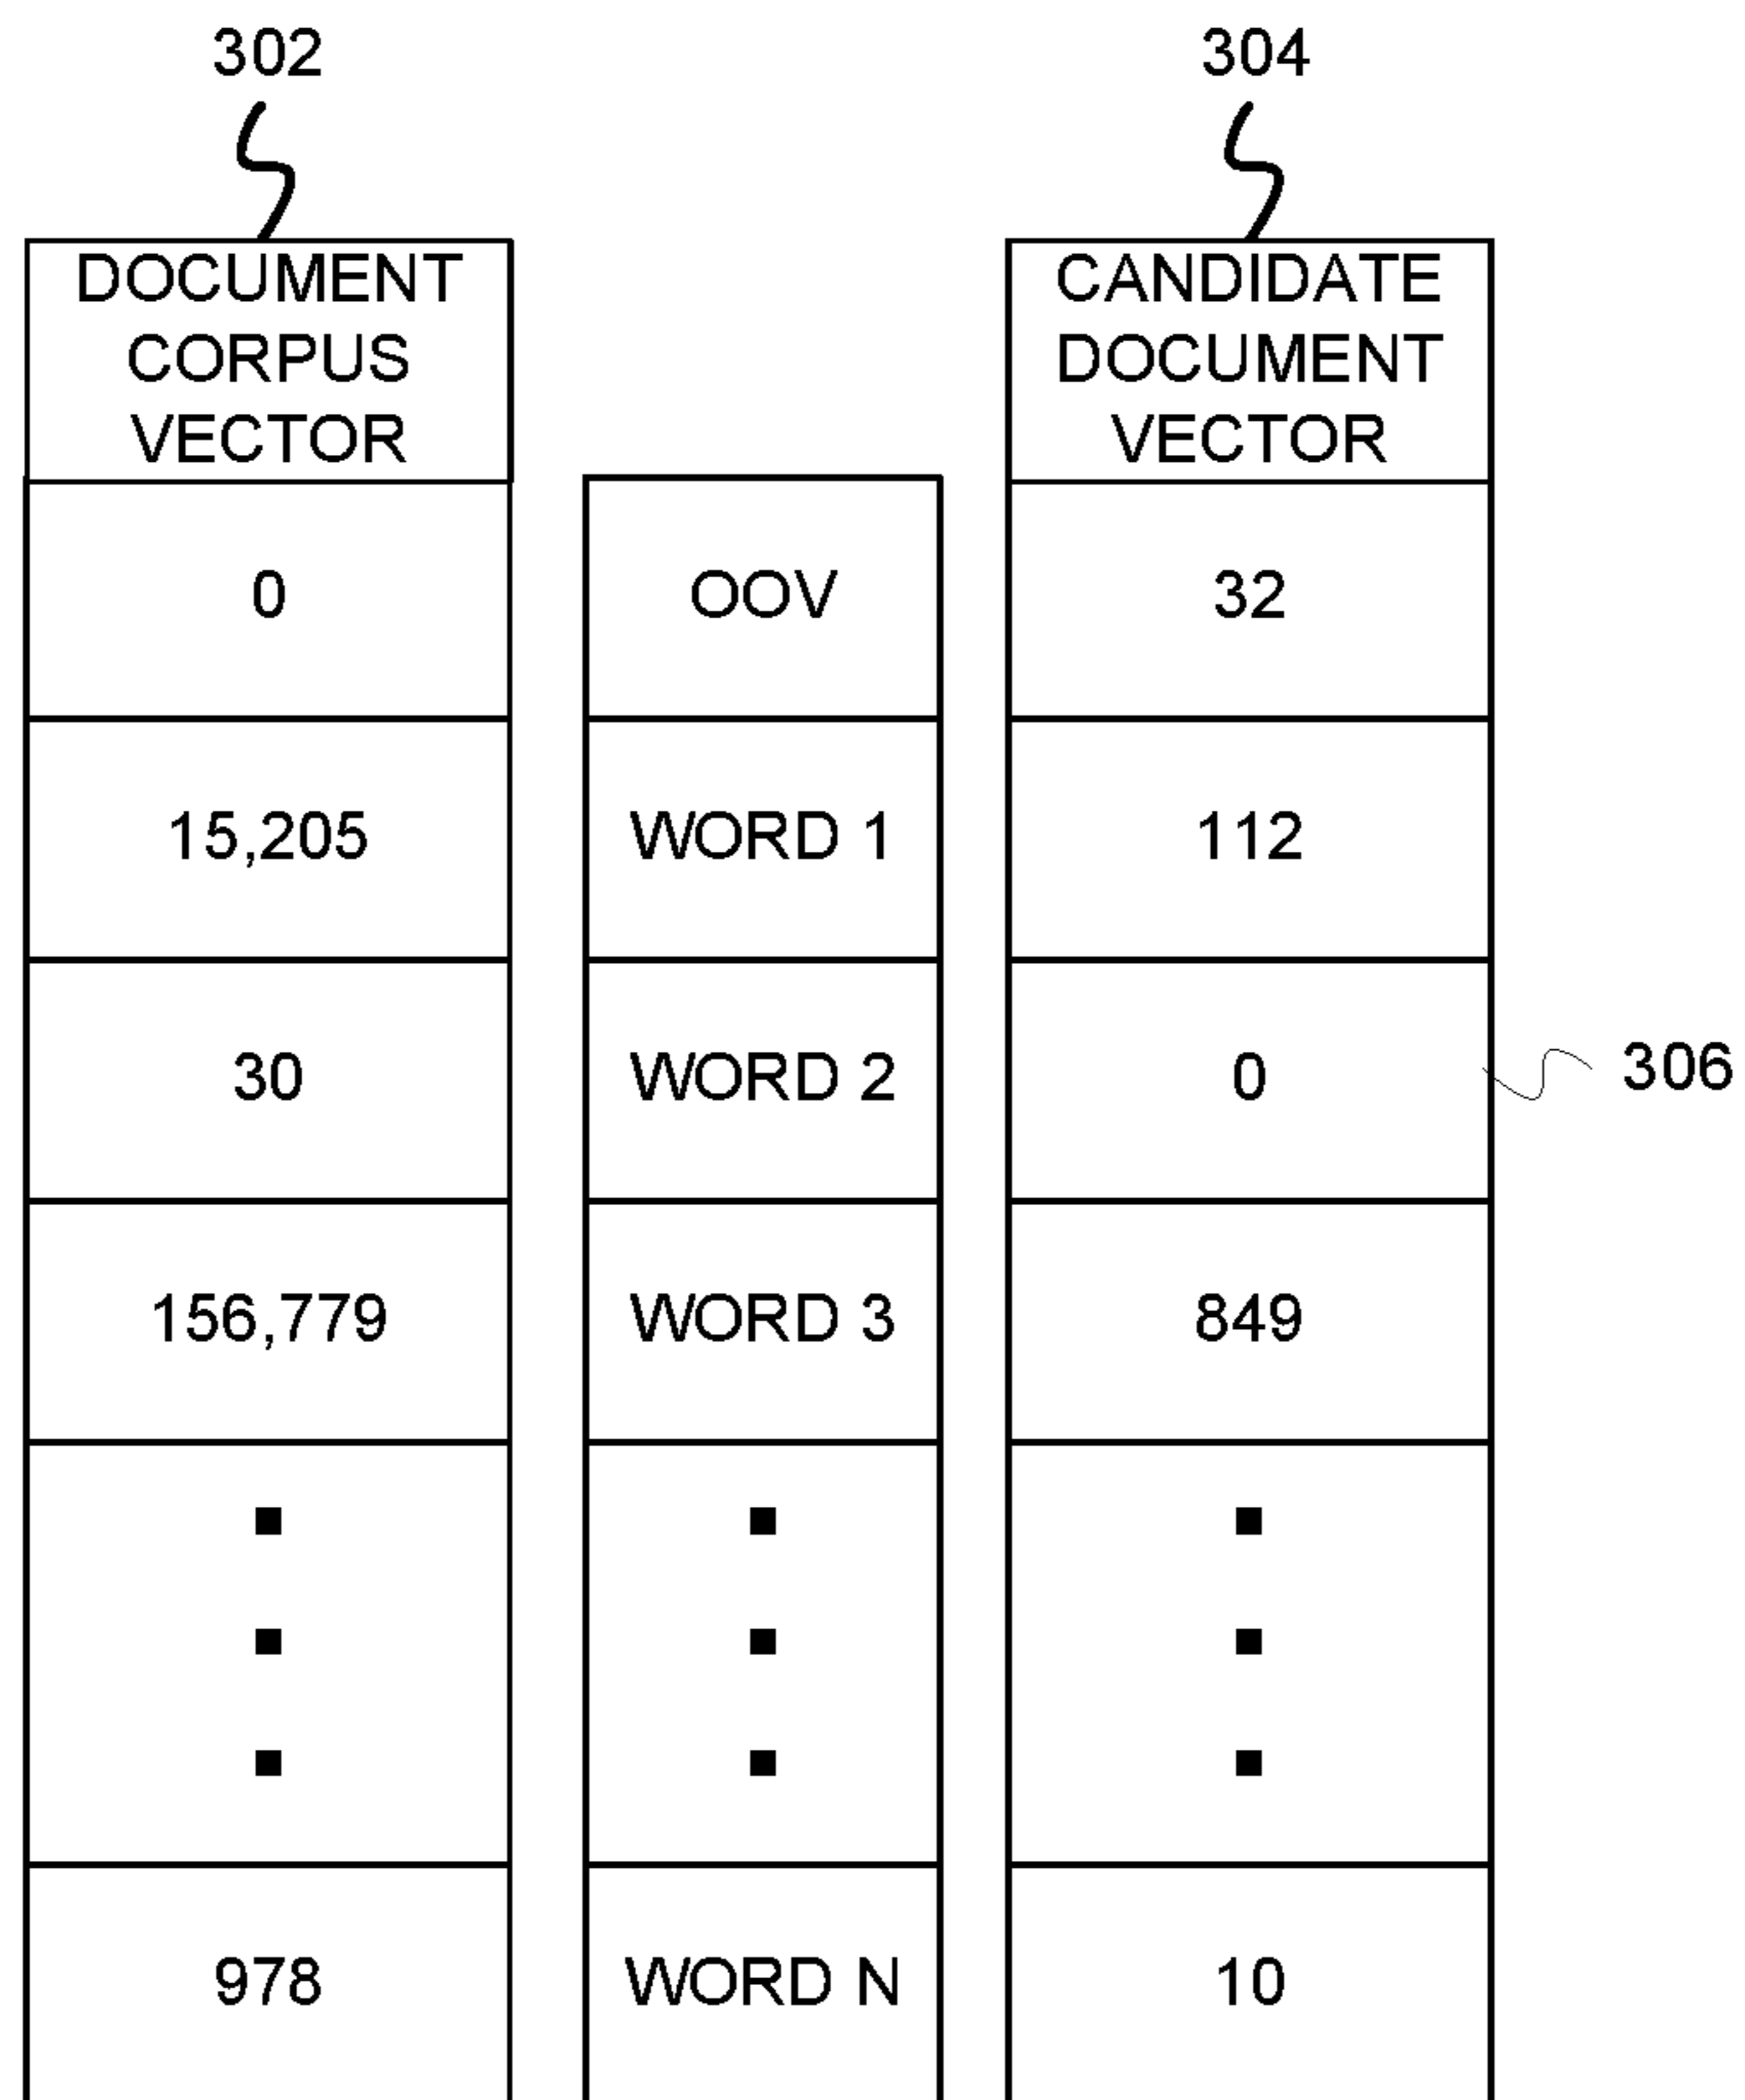 302
304
DOCUMENT
CORPUS
VECTOR
CANDIDATE
DOCUMENT
VECTOR
0
OOV
32
15,205
WORD 1
112
30
WORD 2
0
306
156,779
WORD 3
849
978
WORD N
10